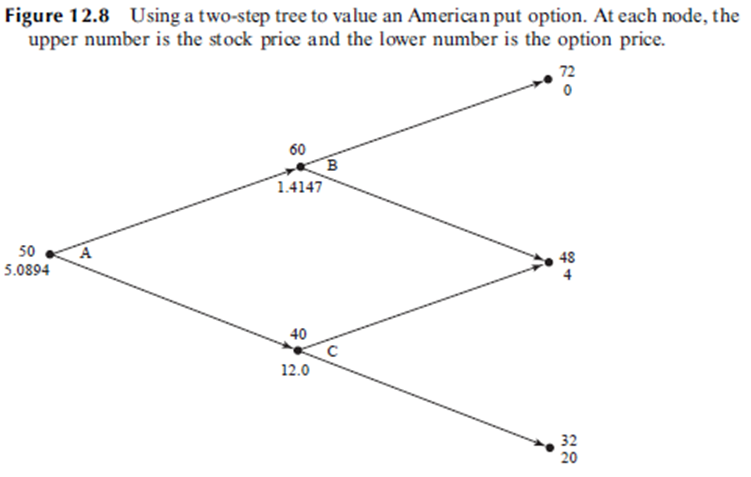 Figure 12.8 Using a two-step tree to value an American put option. At each node, the
upper number is the stock price and the lower number is the option price.
72
0
60
B
1.4147
50
A
5.0894
48
4
40
C
12.0
32
20